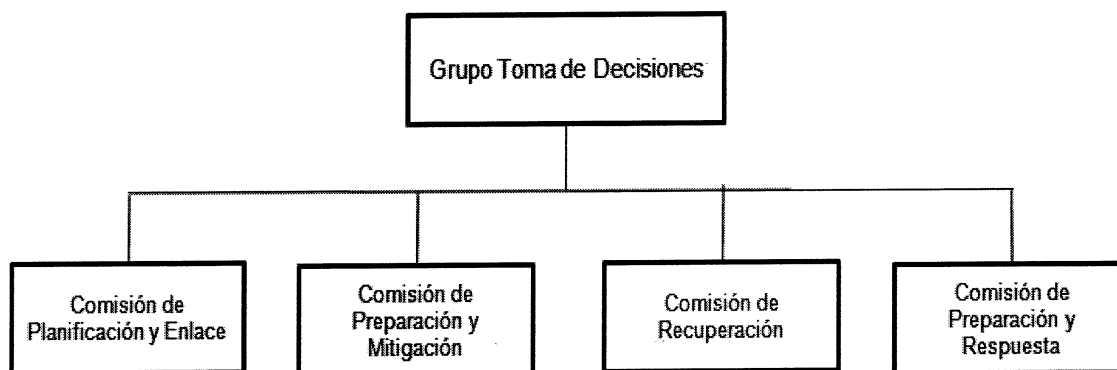 Grupo Toma de Decisiones
Comisión de
Planificación y Enlace
Comisión de
Preparación y
Mitigación
Comisión de
Recuperación
Comisión de
Preparación y
Respuesta